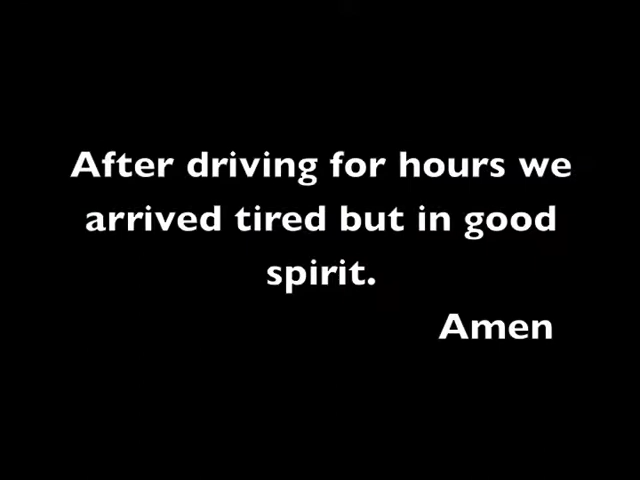 After driving for hours we
arrived tired but in good
spirit.
Amen